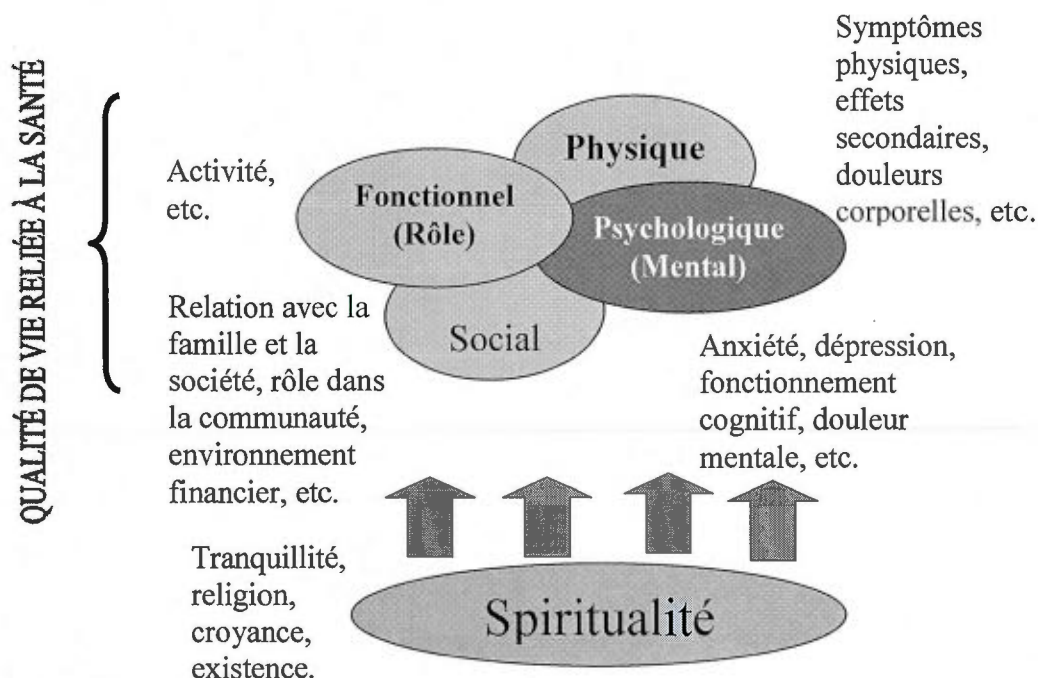 QUALITÉ DE VIE RELIÉE À LA SANTÉ
Symptômes
physiques,
effets
secondaires,
douleurs
corporelles, etc.
Physique
Activité,
etc.
Fonctionnel
(Rôle)
Psychologique
(Mental)
Relation avec la
famille et la
société, rôle dans
la communauté,
environnement
financier, etc.
Social
Anxiété, dépression,
fonctionnement
cognitif, douleur
mentale, etc.
Tranquillité,
religion,
croyance,
existence.
Spiritualité